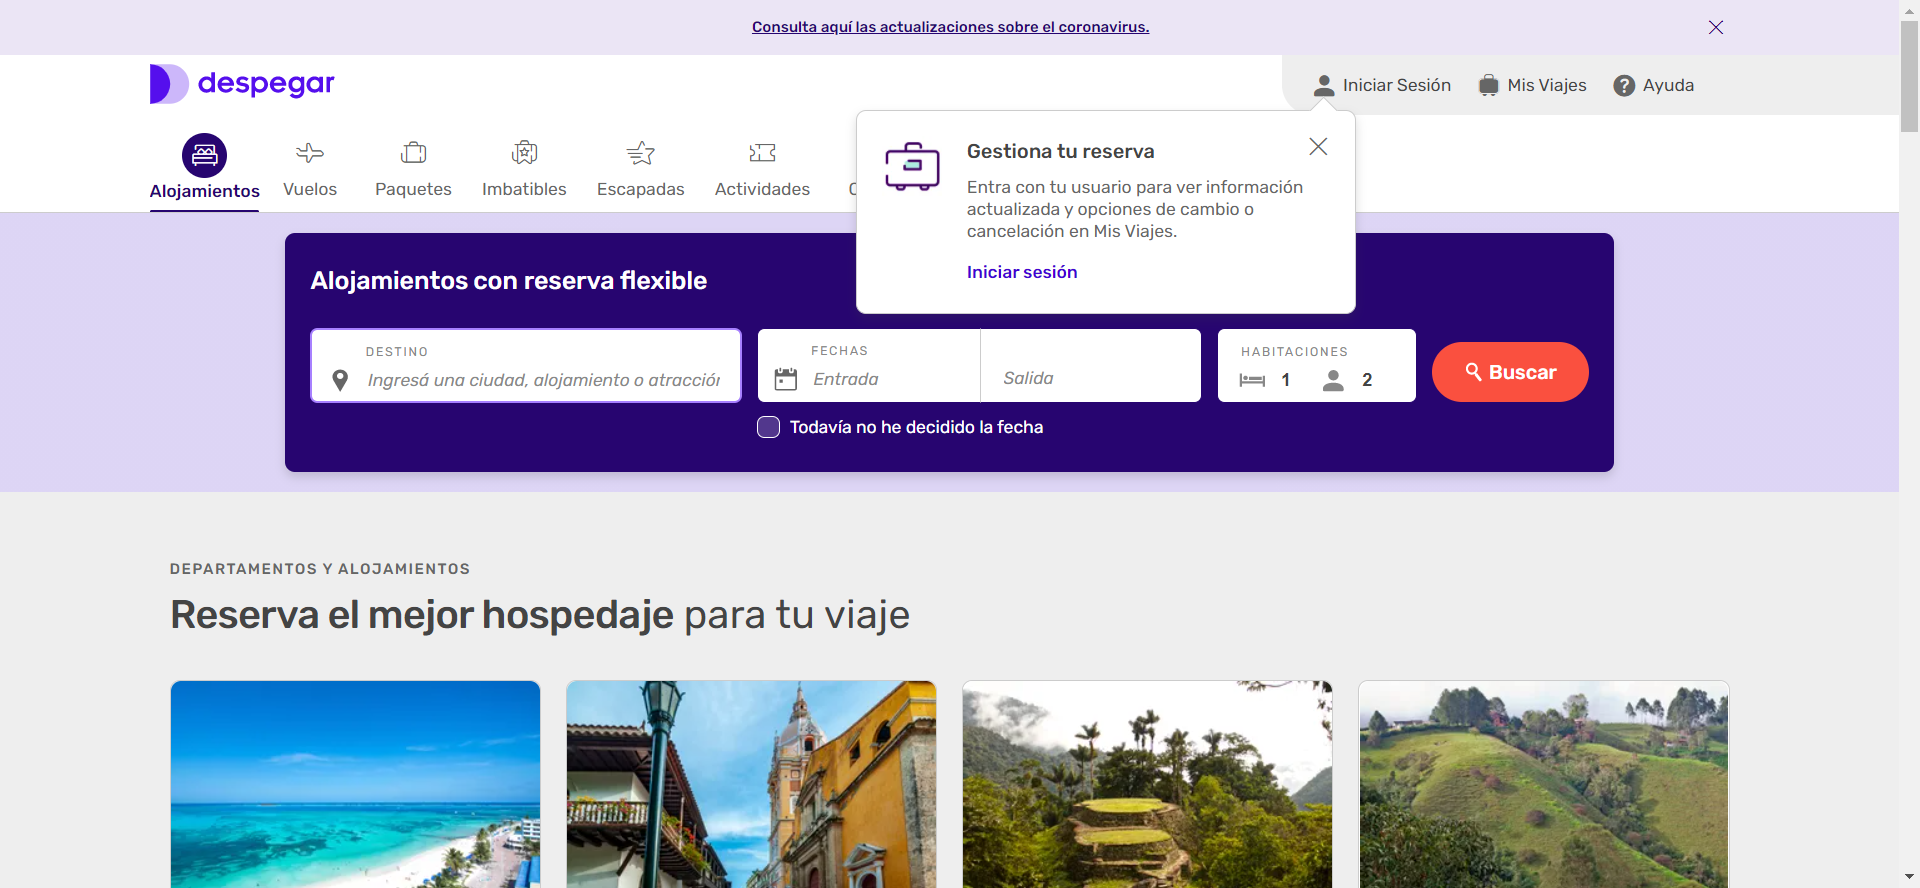 Consulta aquí las actualizaciones sobre el coronavirus.
despegar
Iniciar Sesión
Mis Viajes
Ayuda
Alojamientos
Vuelos
Paquetes
Imbatibles
Escapadas
Actividades
Gestiona tu reserva
Entra con tu usuario para ver información
actualizada y opciones de cambio o
cancelación en Mis Viajes.
Iniciar sesión
Alojamientos con reserva flexible
DESTINO
Ingresá una ciudad, alojamiento o atracción
FECHAS
Entrada
Salida
HABITACIONES
1
2
Buscar
Todavía no he decidido la fecha
DEPARTAMENTOS Y ALOJAMIENTOS
Reserva el mejor hospedaje para tu viaje